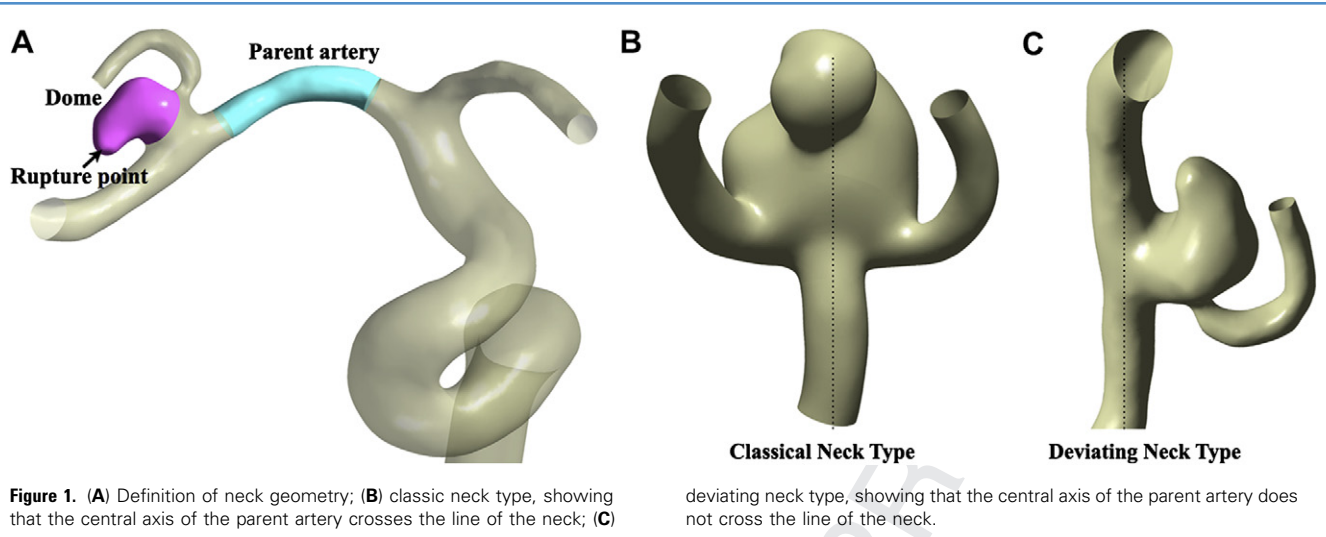 A
Parent artery
Dome
Rupture point
B
Classical Neck Type
C
Deviating Neck Type
Figure 1. (A) Definition of neck geometry; (B) classic neck type, showing
that the central axis of the parent artery crosses the line of the neck; (C)
deviating neck type, showing that the central axis of the parent artery does
not cross the line of the neck.